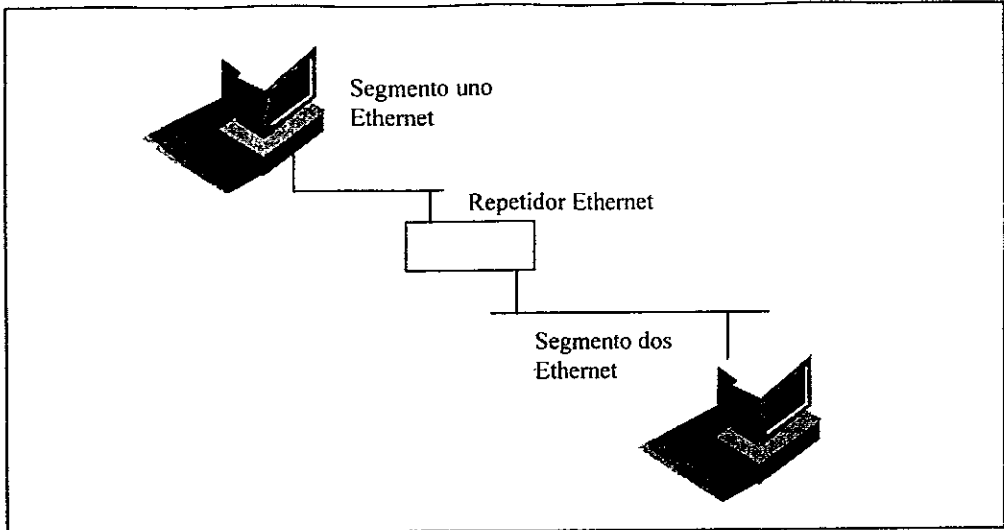 Segmento uno
Ethernet
Repetidor Ethernet
Segmento dos
Ethernet